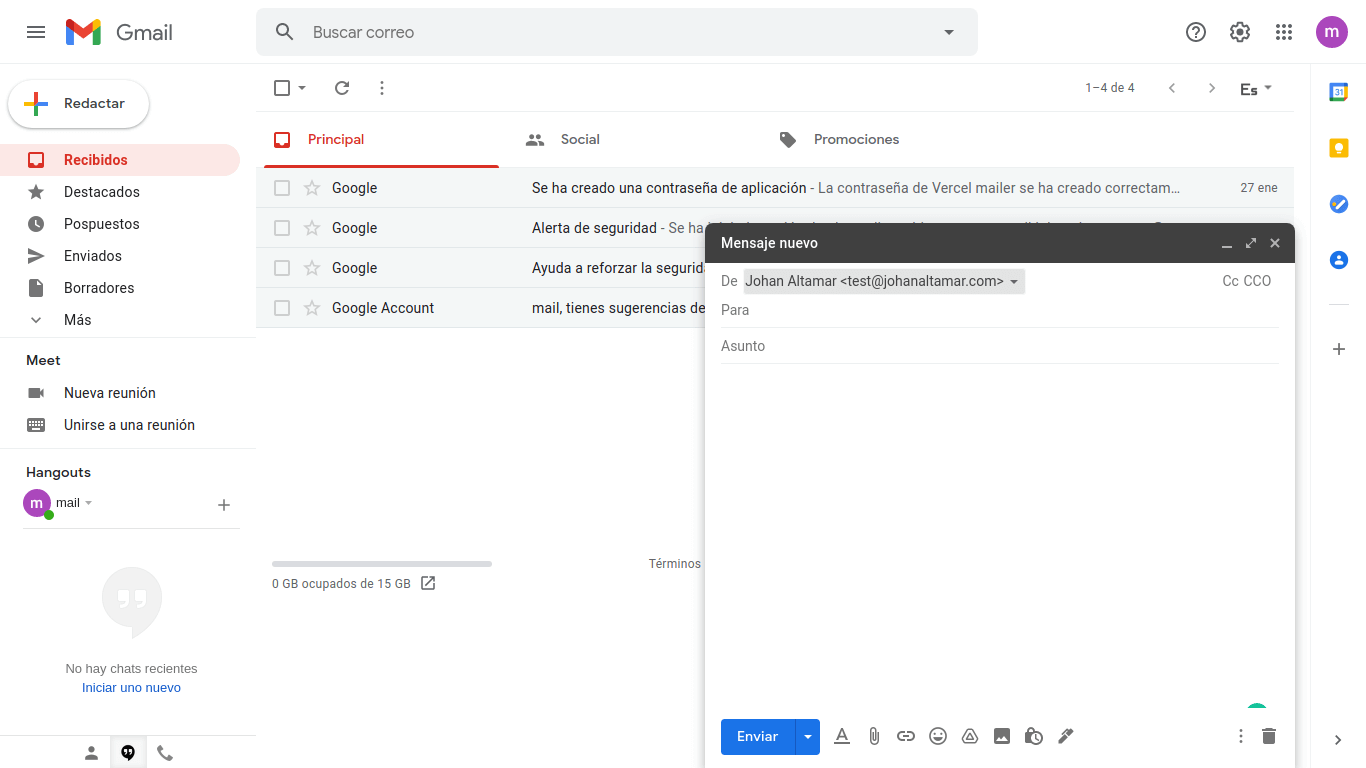 Gmail
Buscar correo
m
Redactar
1–4 de 4
Es
31
Principal
Social
Promociones
Recibidos
Destacados
Pospuestos
Enviados
Borradores
Más
Google
Se ha creado una contraseña de aplicación - La contraseña de Vercel mailer se ha creado correctam…
27 ene
Google
Alerta de seguridad - Se ha
Google
Ayuda a reforzar la segurid
Google Account
mail, tienes sugerencias de
Meet
Nueva reunión
Unirse a una reunión
Hangouts
m
mail
No hay chats recientes
Iniciar uno nuevo
0 GB ocupados de 15 GB
Términos
Mensaje nuevo
De Johan Altamar <test@johanaltamar.com>
Cc CCO
Para
Asunto
Enviar